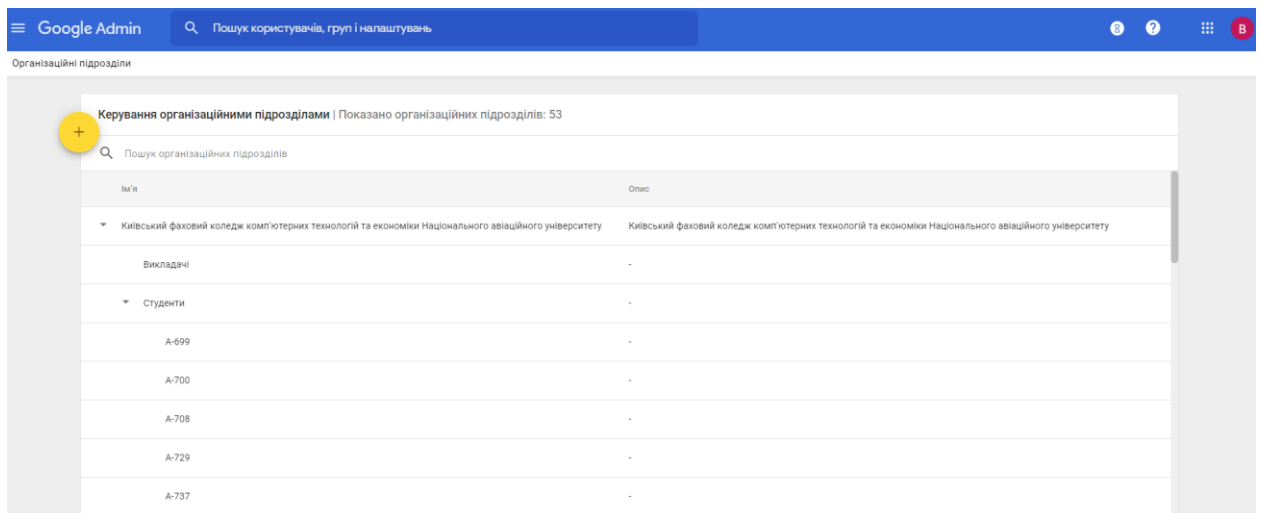 Google Admin
Пошук користувачів, груп і налаштувань
8
?
B
Організаційні підрозділи
Керування організаційними підрозділами | Показано організаційних підрозділів: 53
+
Пошук організаційних підрозділів
Ім'я Опис
Київський фаховий коледж комп'ютерних технологій та економіки Національного авіаційного університету Київський фаховий коледж комп'ютерних технологій та економіки Національного авіаційного університету
Викладачі -
Студенти -
А-699 -
А-700 -
А-708 -
А-729 -
А-737 -